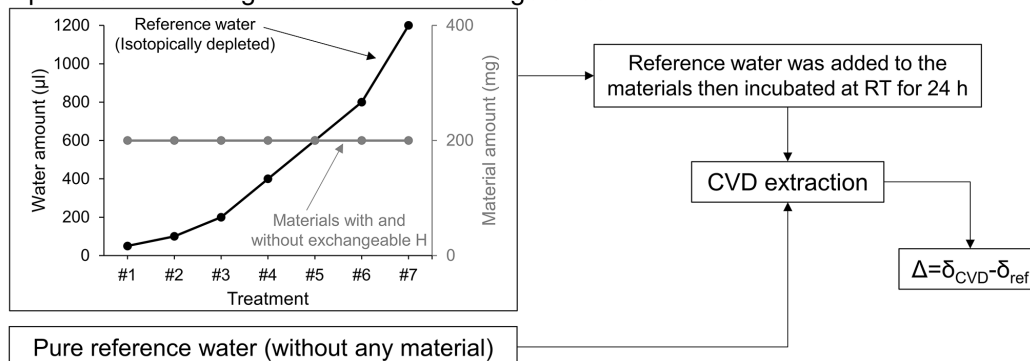 Reference water
(Isotopically depleted)
Water amount (µl)
1200
1000
800
600
400
200
0
400
200
0
Material amount (mg)
Materials with and
without exchangeable H
#1 #2 #3 #4 #5 #6 #7
Treatment
Reference water was added to the
materials then incubated at RT for 24 h
CVD extraction
Δ=δCVD-δref
Pure reference water (without any material)